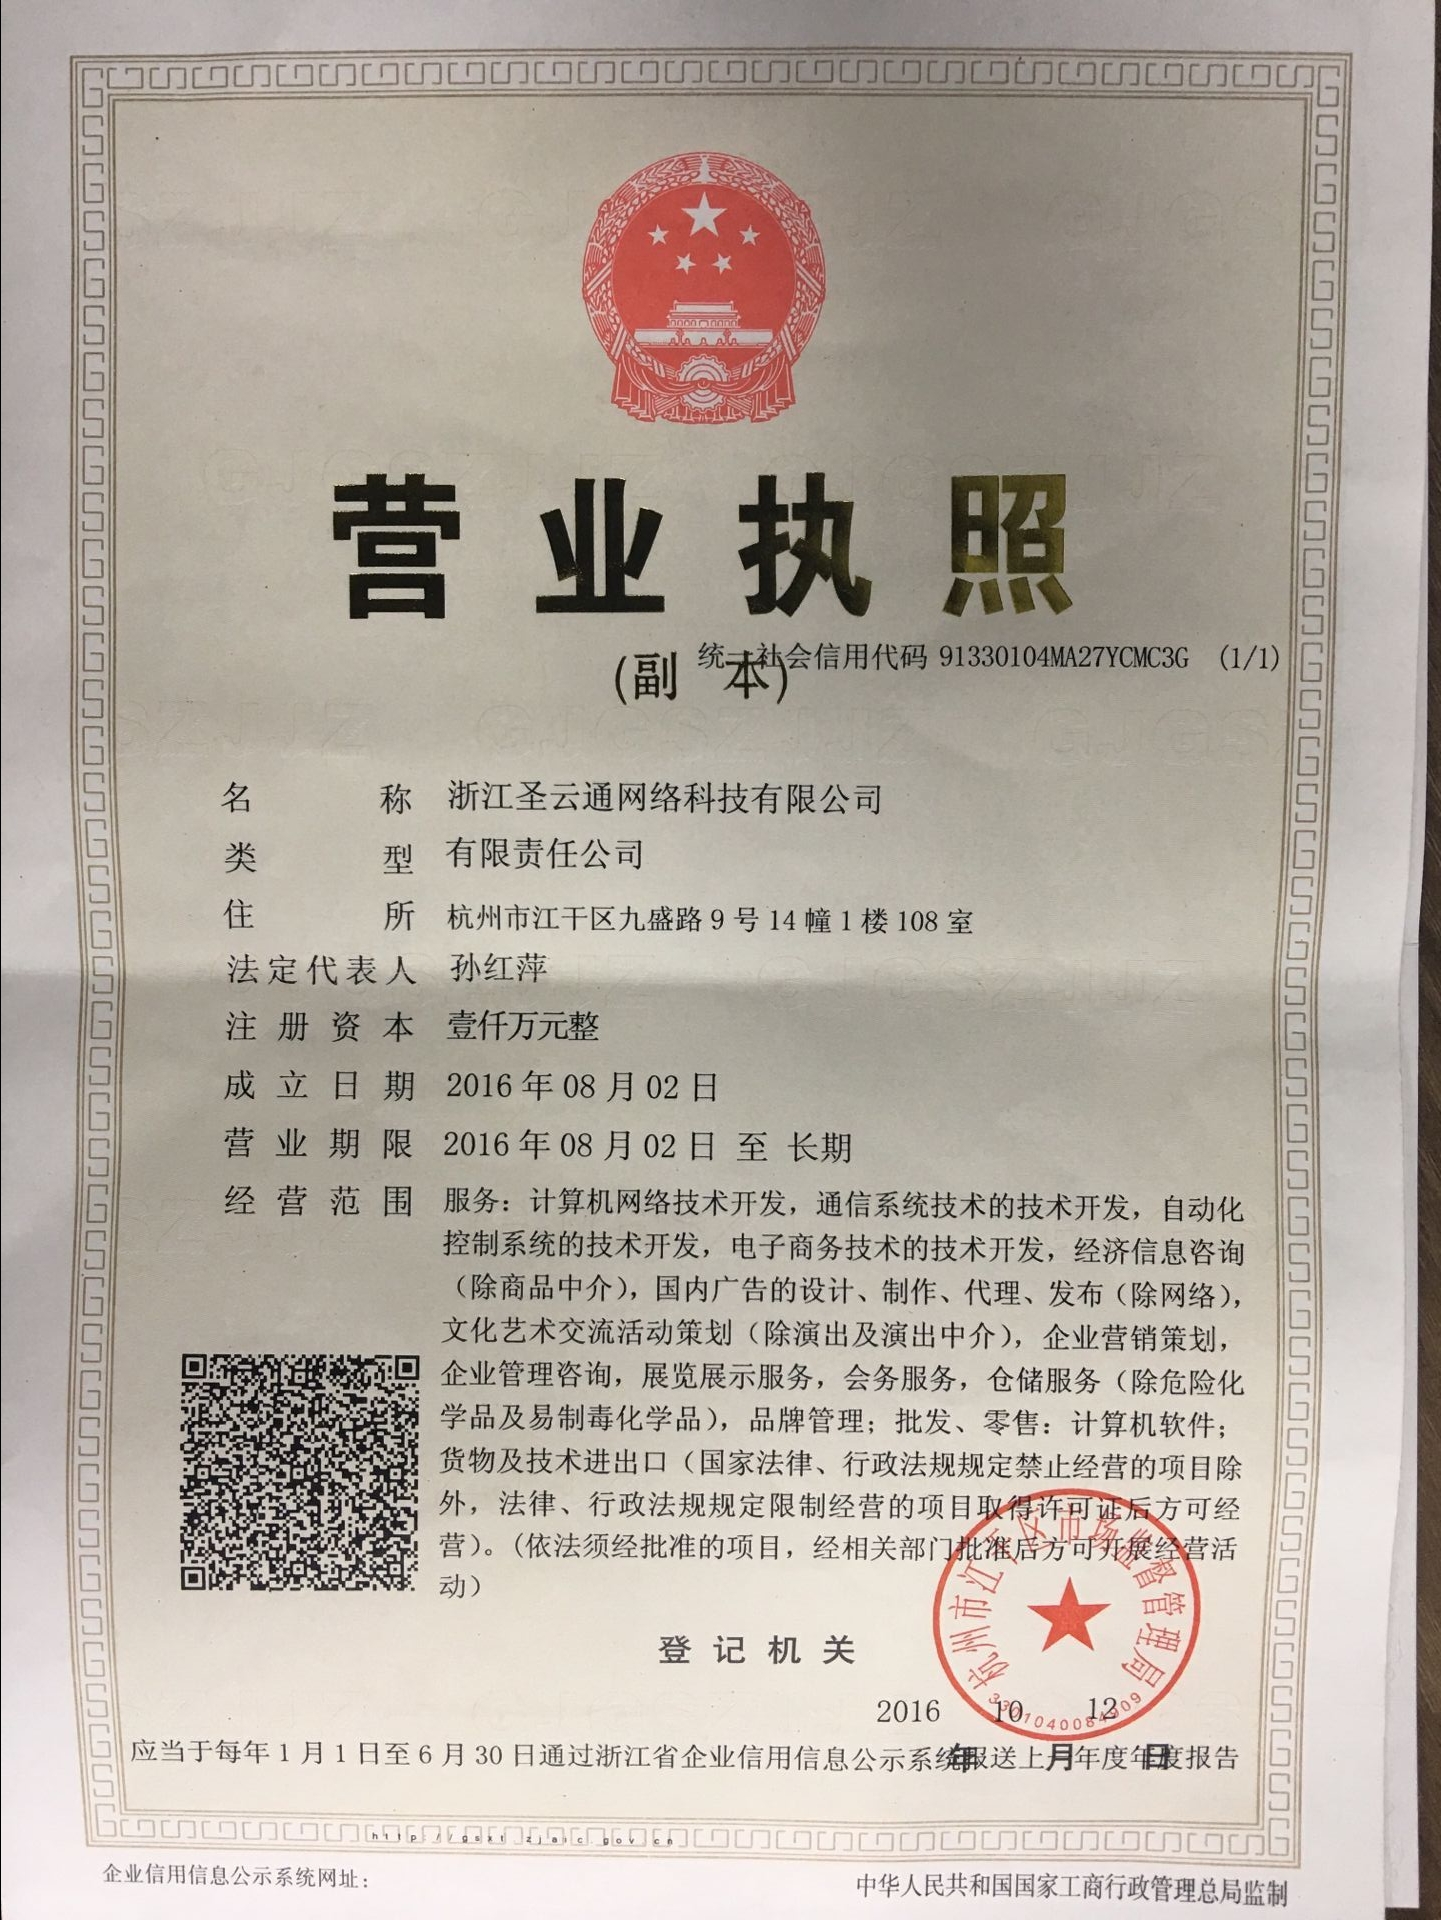 营业执照
(副 本)
统一社会信用代码 91330104MA27YCMC3G (1/1)
名称 浙江圣云通网络科技有限公司
类型 有限责任公司
住所 杭州市江干区九盛路9号14幢1楼108室
法定代表人 孙红萍
注册资本 壹仟万元整
成立日期 2016年08月02日
营业期限 2016年08月02日 至 长期
经营范围 服务：计算机网络技术开发，通信系统技术的技术开发，自动化
控制系统的技术开发，电子商务技术的技术开发，经济信息咨询
（除商品中介），国内广告的设计、制作、代理、发布（除网络），
文化艺术交流活动策划（除演出及演出中介），企业营销策划，
企业管理咨询，展览展示服务，会务服务，仓储服务（除危险化
学品及易制毒化学品），品牌管理；批发、零售：计算机软件；
货物及技术进出口（国家法律、行政法规规定禁止经营的项目除
外，法律、行政法规规定限制经营的项目取得许可证后方可经
营）。（依法须经批准的项目，经相关部门批准后方可开展经营活
动）
登记机关
杭州市江干区市场监督管理局
3301040084909
2016 10 12
年 月 日
应当于每年1月1日至6月30日通过浙江省企业信用信息公示系统报送上一年度年度报告
http://gsxt.zjaic.gov.cn
企业信用信息公示系统网址：
中华人民共和国国家工商行政管理总局监制